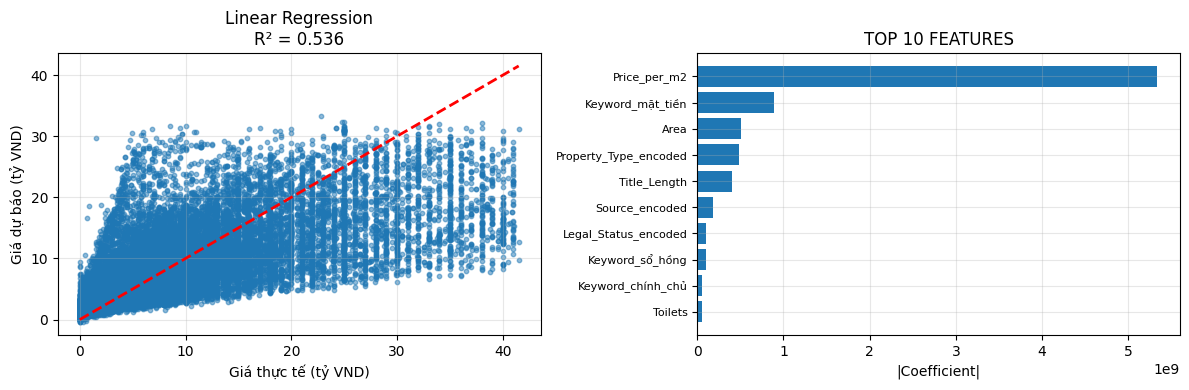 Linear Regression
R² = 0.536
Giá dự báo (tỷ VND)
40
30
20
10
0
0 10 20 30 40
Giá thực tế (tỷ VND)
TOP 10 FEATURES
Price_per_m2
Keyword_mặt_tiền
Area
Property_Type_encoded
Title_Length
Source_encoded
Legal_Status_encoded
Keyword_sổ_hồng
Keyword_chính_chủ
Toilets
0 1 2 3 4 5
1e9
|Coefficient|